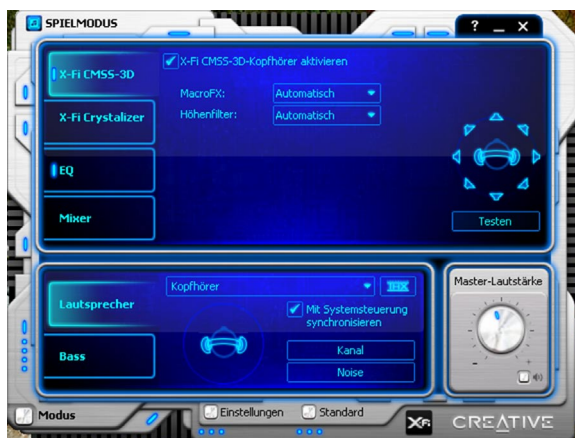 SPIELMODUS
? _ X
X-Fi CMSS-3D
X-Fi CMSS-3D-Kopfhörer aktivieren
MacroFX:
Automatisch
Höhenfilter:
Automatisch
X-Fi Crystalizer
EQ
Mixer
Testen
Lautsprecher
Kopfhörer
THX
Mit Systemsteuerung
synchronisieren
Bass
Kanal
Noise
Master-Lautstärke
- +
Modus
Einstellungen
Standard
X-Fi
CREATIVE